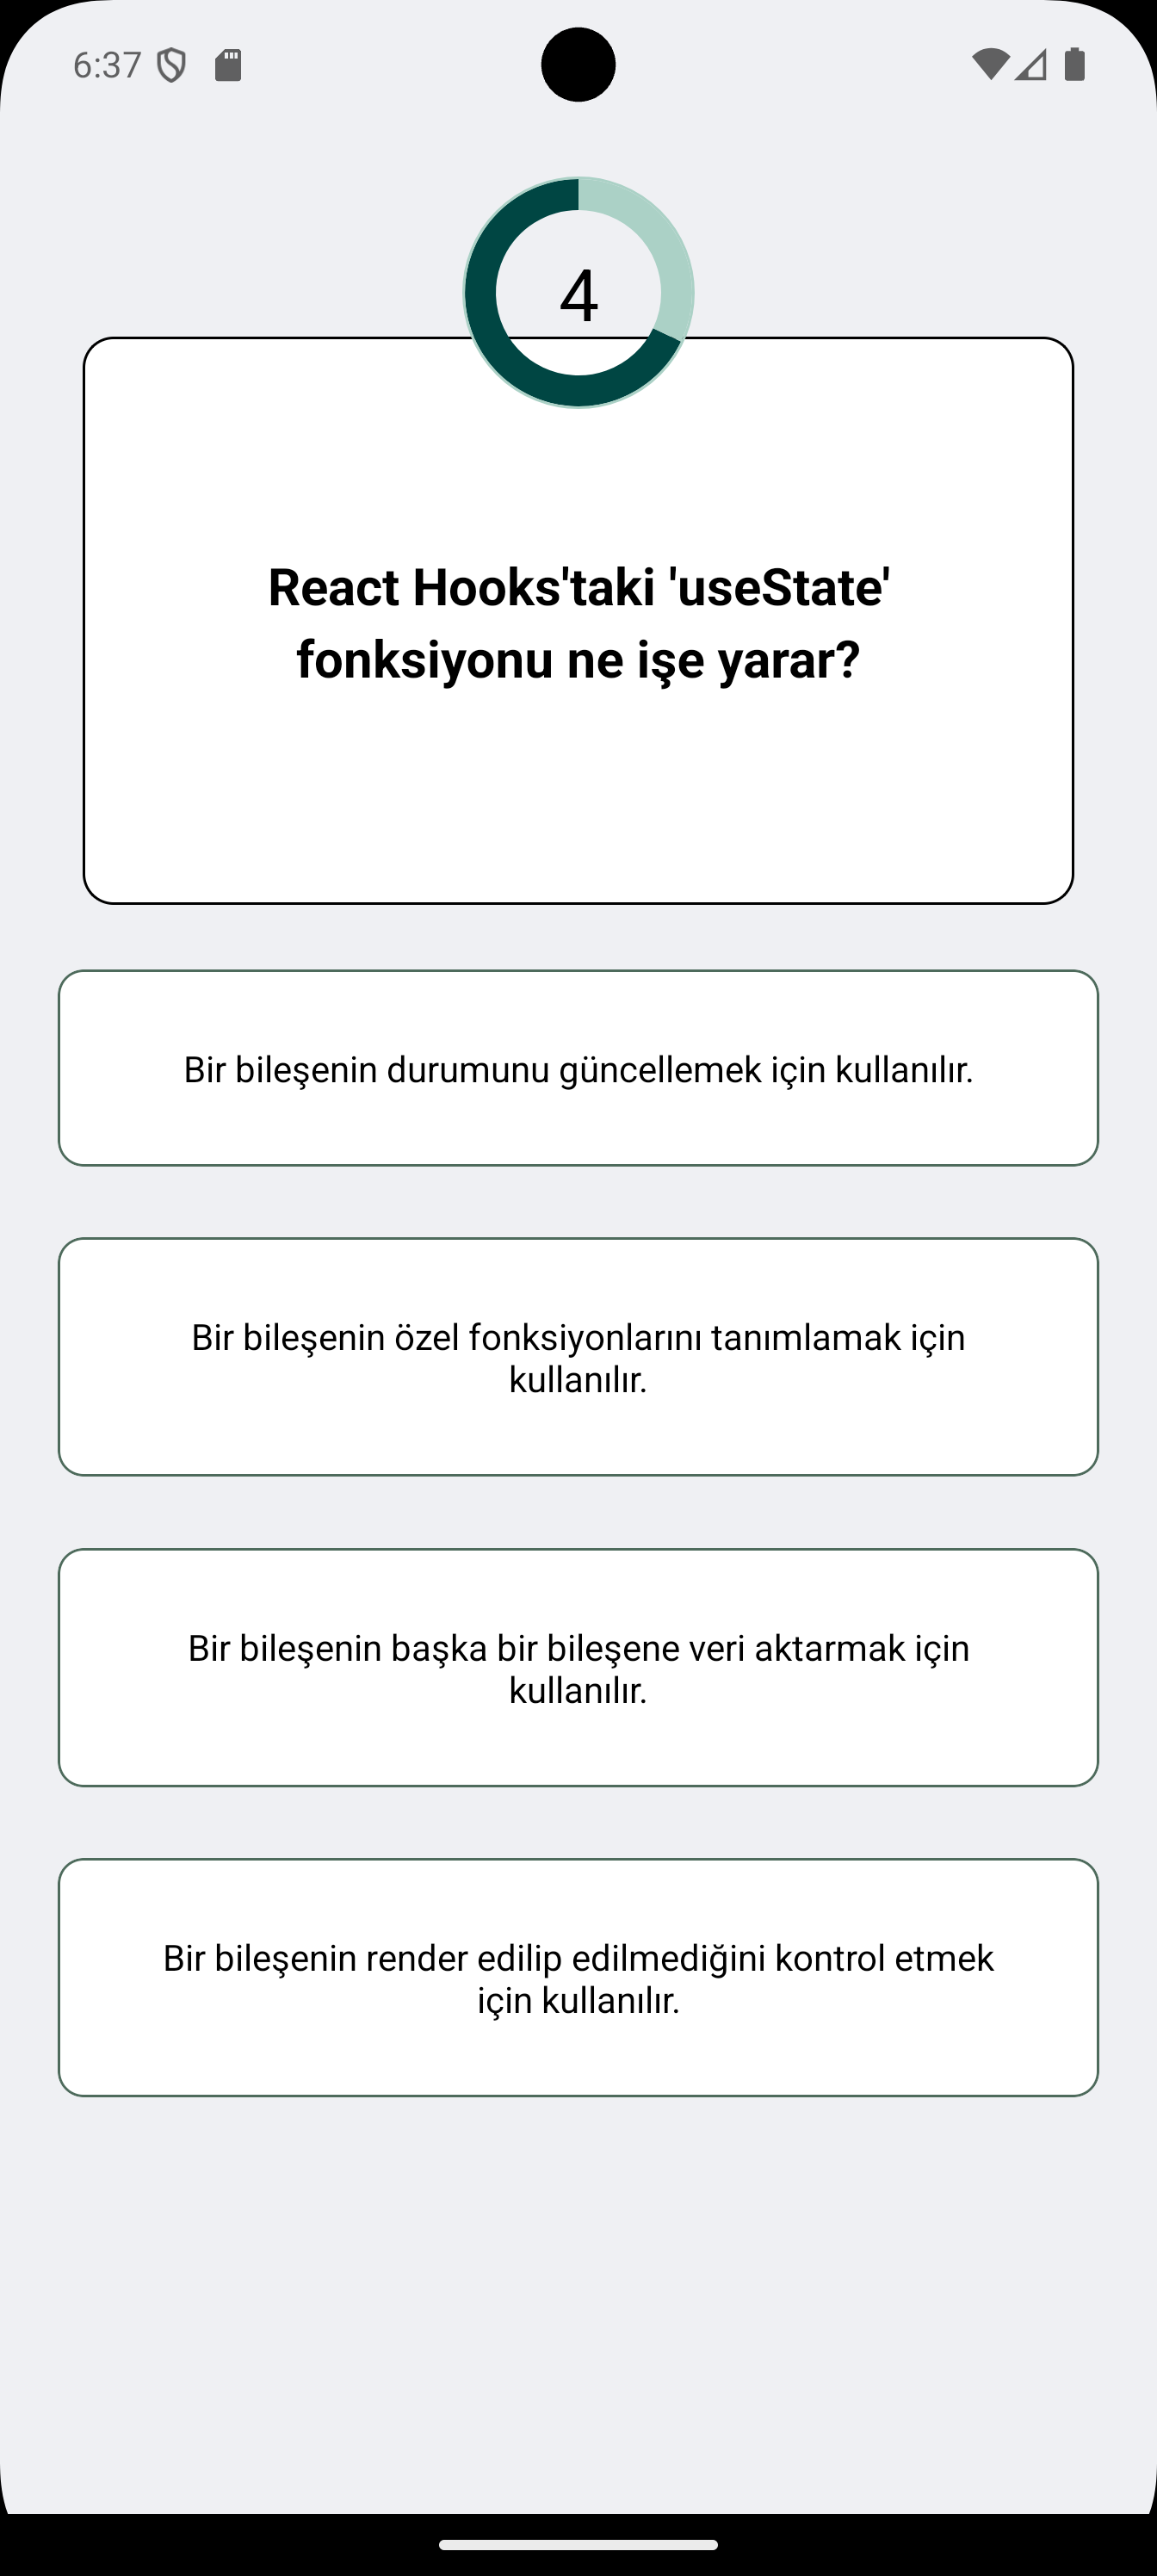 6:37
4
React Hooks'taki 'useState'
fonksiyonu ne işe yarar?
Bir bileşenin durumunu güncellemek için kullanılır.
Bir bileşenin özel fonksiyonlarını tanımlamak için
kullanılır.
Bir bileşenin başka bir bileşene veri aktarmak için
kullanılır.
Bir bileşenin render edilip edilmediğini kontrol etmek
için kullanılır.